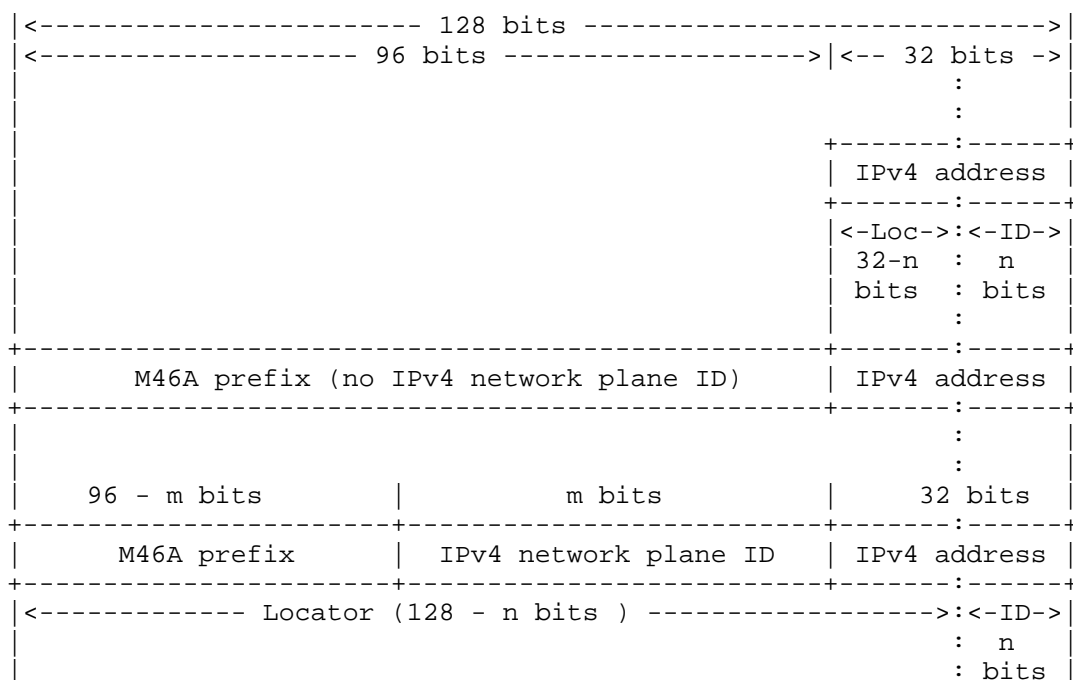 |<------------------------ 128 bits ----------------------------->|
|<-------------------- 96 bits ------------------->|<-- 32 bits ->|
|                                                          :      |
|                                                          :      |
|                                                  +-------:------+
|                                                  | IPv4 address |
|                                                  +-------:------+
|                                                  |<-Loc->:<-ID->|
|                                                  | 32-n  :  n   |
|                                                  | bits  : bits |
|                                                  |       :      |
+--------------------------------------------------+-------:------+
|       M46A prefix (no IPv4 network plane ID)     | IPv4 address |
+--------------------------------------------------+-------:------+
|                                                          :      |
|                                                          :      |
|    96 - m bits        |          m bits          |     32 bits  |
+-----------------------+--------------------------+-------:------+
|      M46A prefix      |  IPv4 network plane ID   | IPv4 address |
+-----------------------+--------------------------+-------:------+
|<------------- Locator (128 - n bits ) ------------------>:<-ID->|
|                                                          :  n   |
|                                                          : bits |